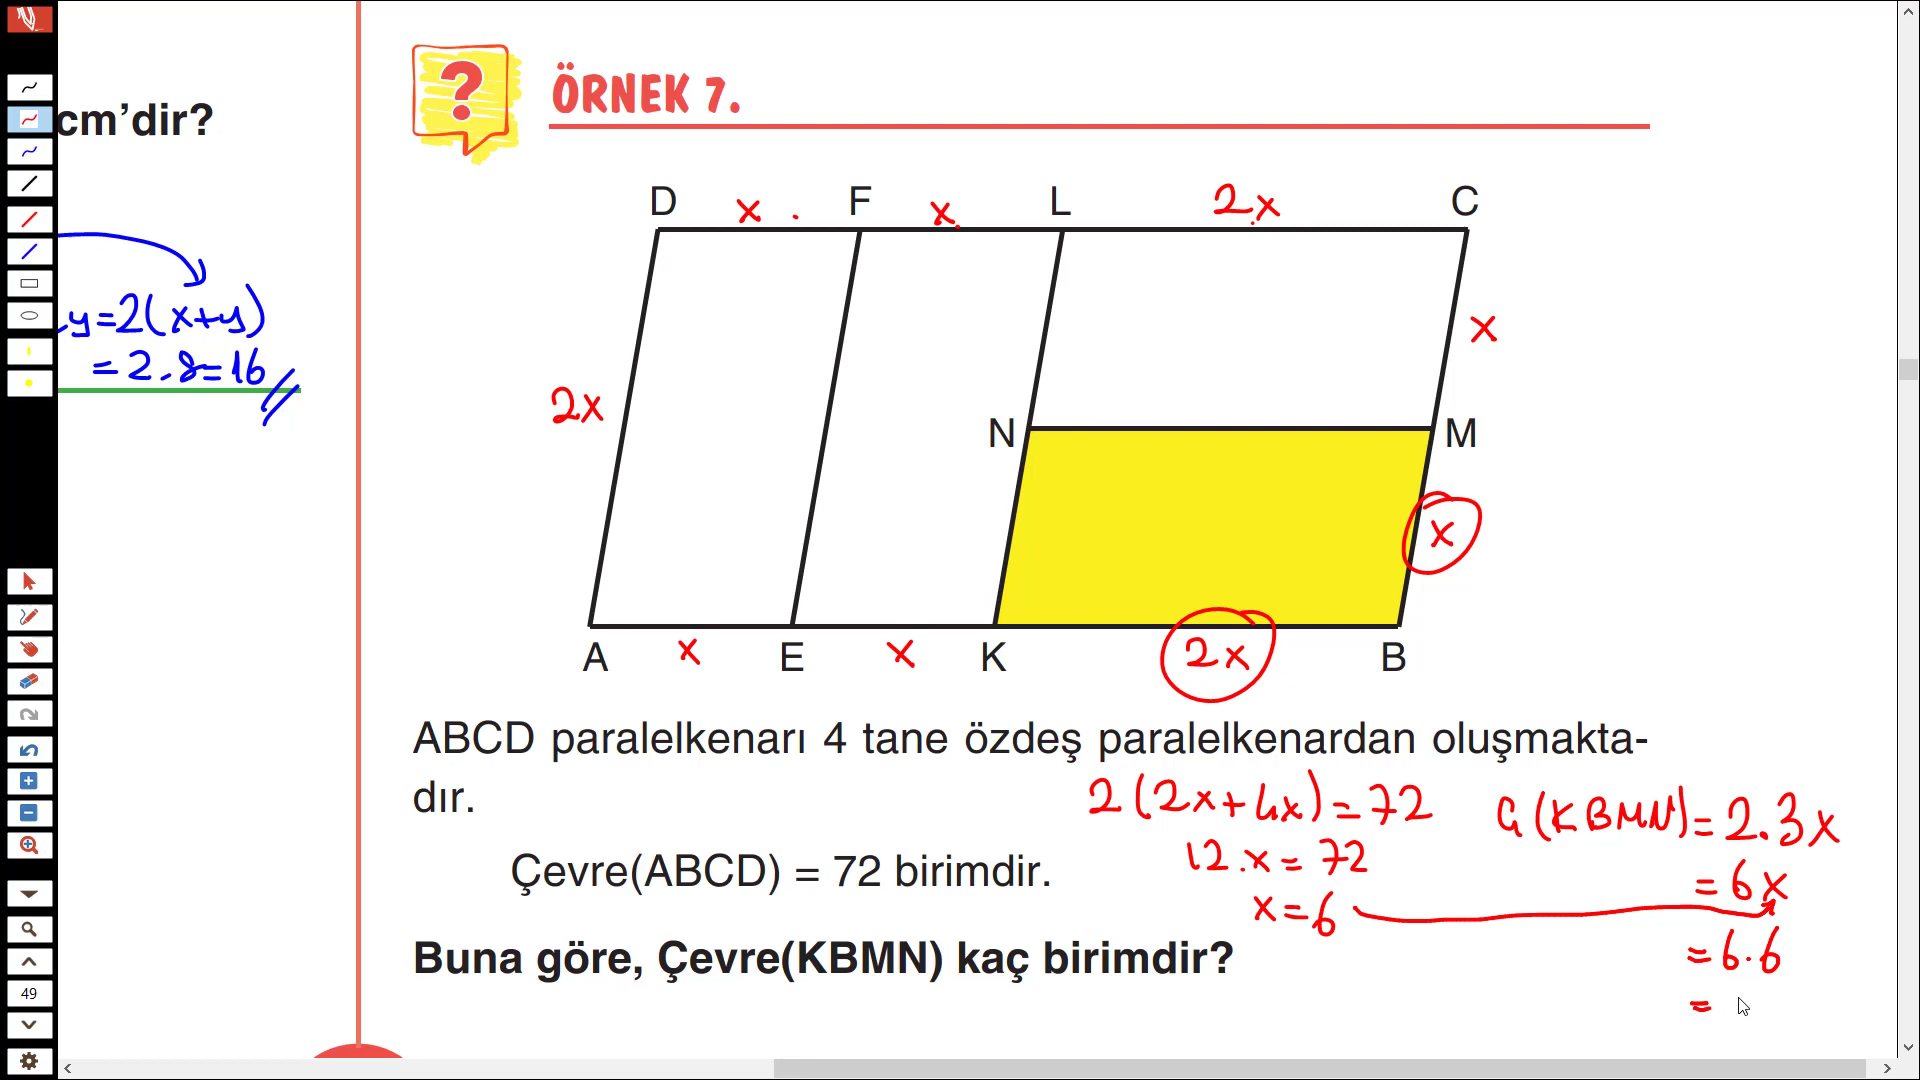 cm’dir?
y=2(x+y)
= 2.8=16
ÖRNEK 7.
D x F x L 2x C
x
2x
N M
x
A x E x K 2x B
ABCD paralelkenarı 4 tane özdeş paralelkenardan oluşmakta-
dır.
2(2x+4x)=72
12.x=72
x=6
Ç(KBMN)=2.3x
=6x
=6.6
=
Çevre(ABCD) = 72 birimdir.
Buna göre, Çevre(KBMN) kaç birimdir?
49